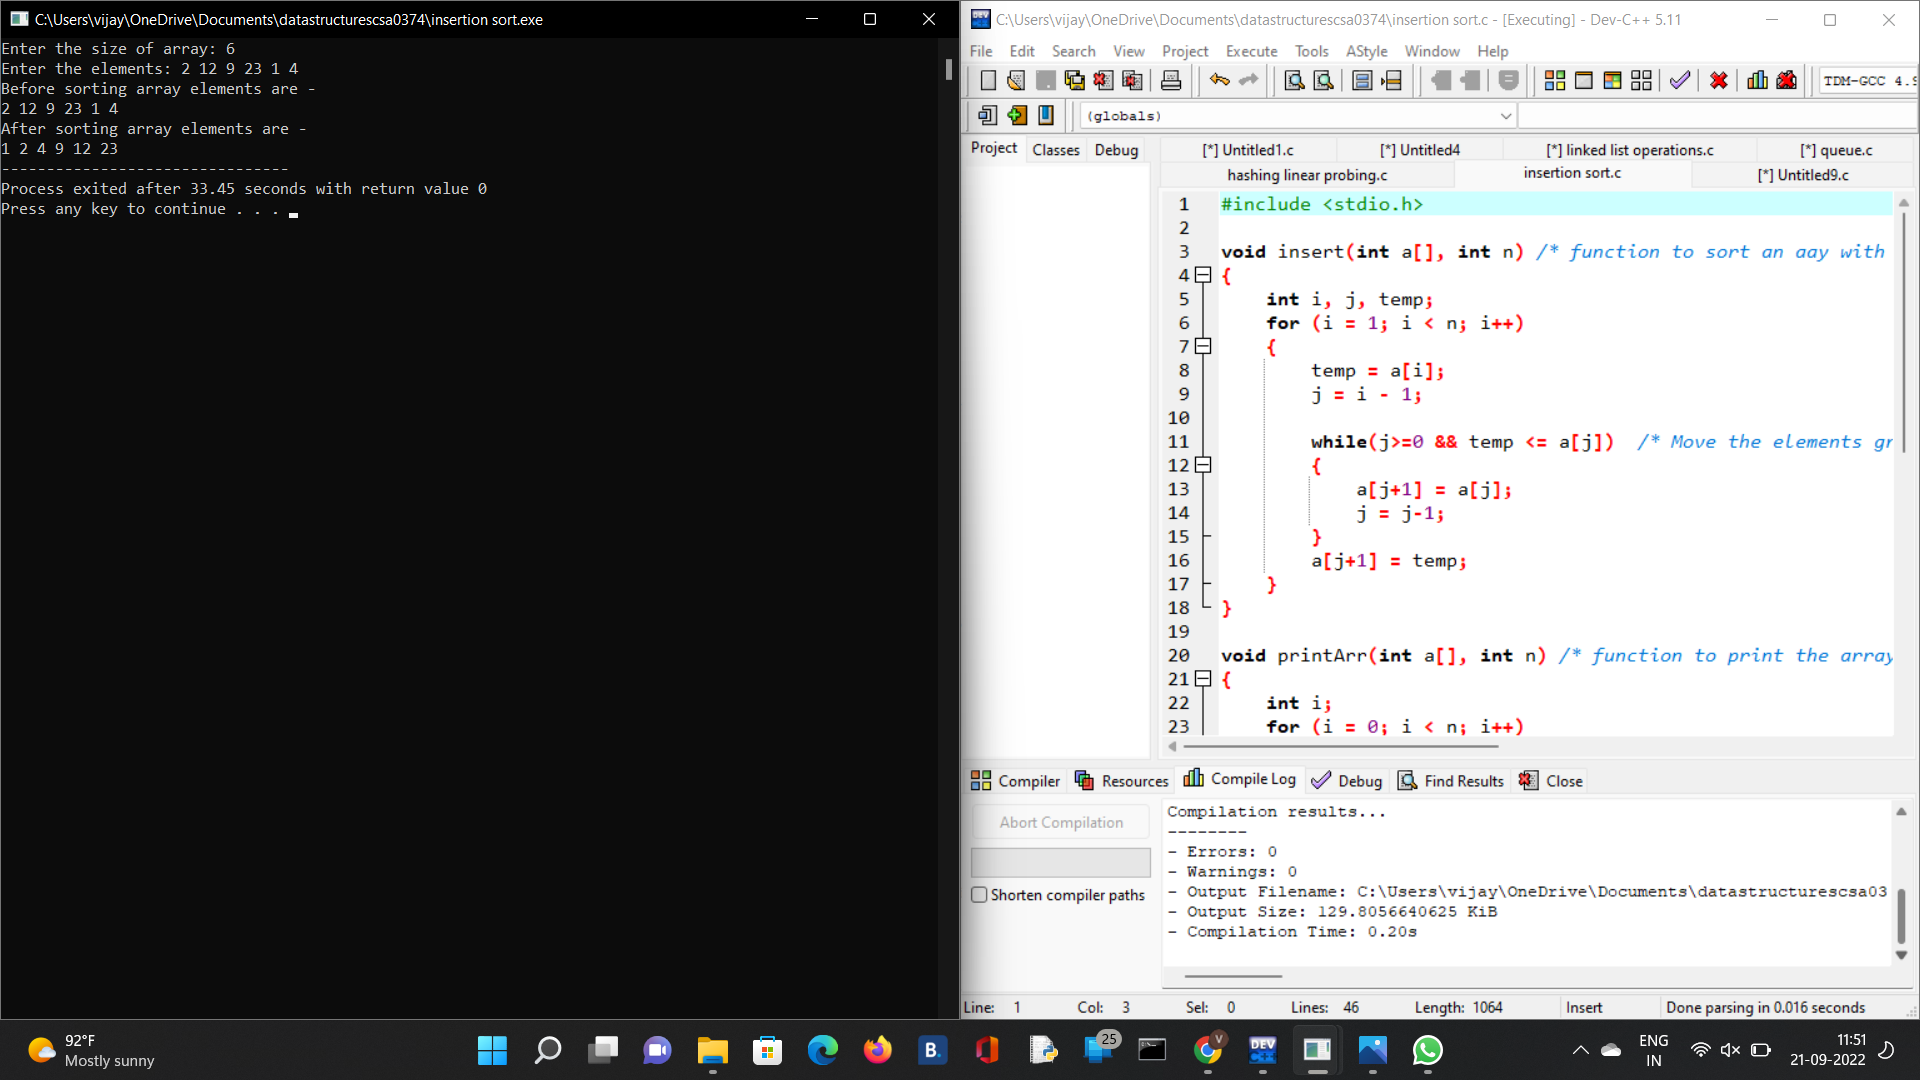 C:\Users\vijay\OneDrive\Documents\datastructurescsa0374\insertion sort.exe
Enter the size of array: 6
Enter the elements: 2 12 9 23 1 4
Before sorting array elements are -
2 12 9 23 1 4
After sorting array elements are -
1 2 4 9 12 23
--------------------------------
Process exited after 33.45 seconds with return value 0
Press any key to continue . . .
C:\Users\vijay\OneDrive\Documents\datastructurescsa0374\insertion sort.c - [Executing] - Dev-C++ 5.11
File Edit Search View Project Execute Tools AStyle Window Help
TDM-GCC 4.9
(globals)
Project Classes Debug
[*] Untitled1.c [*] Untitled4 [*] linked list operations.c [*] queue.c
hashing linear probing.c insertion sort.c [*] Untitled9.c
1 #include <stdio.h>
2
3 void insert(int a[], int n) /* function to sort an aay with
4 {
5 int i, j, temp;
6 for (i = 1; i < n; i++)
7 {
8 temp = a[i];
9 j = i - 1;
10
11 while(j>=0 && temp <= a[j]) /* Move the elements gr
12 {
13 a[j+1] = a[j];
14 j = j-1;
15 }
16 a[j+1] = temp;
17 }
18 }
19
20 void printArr(int a[], int n) /* function to print the array
21 {
22 int i;
23 for (i = 0; i < n; i++)
Compiler Resources Compile Log Debug Find Results Close
Abort Compilation
Shorten compiler paths
Compilation results...
--------
- Errors: 0
- Warnings: 0
- Output Filename: C:\Users\vijay\OneDrive\Documents\datastructurescsa03
- Output Size: 129.8056640625 KiB
- Compilation Time: 0.20s
Line: 1 Col: 3 Sel: 0 Lines: 46 Length: 1064 Insert Done parsing in 0.016 seconds
92°F
Mostly sunny
B.
25
V
DEV
C++
ENG
IN
11:51
21-09-2022